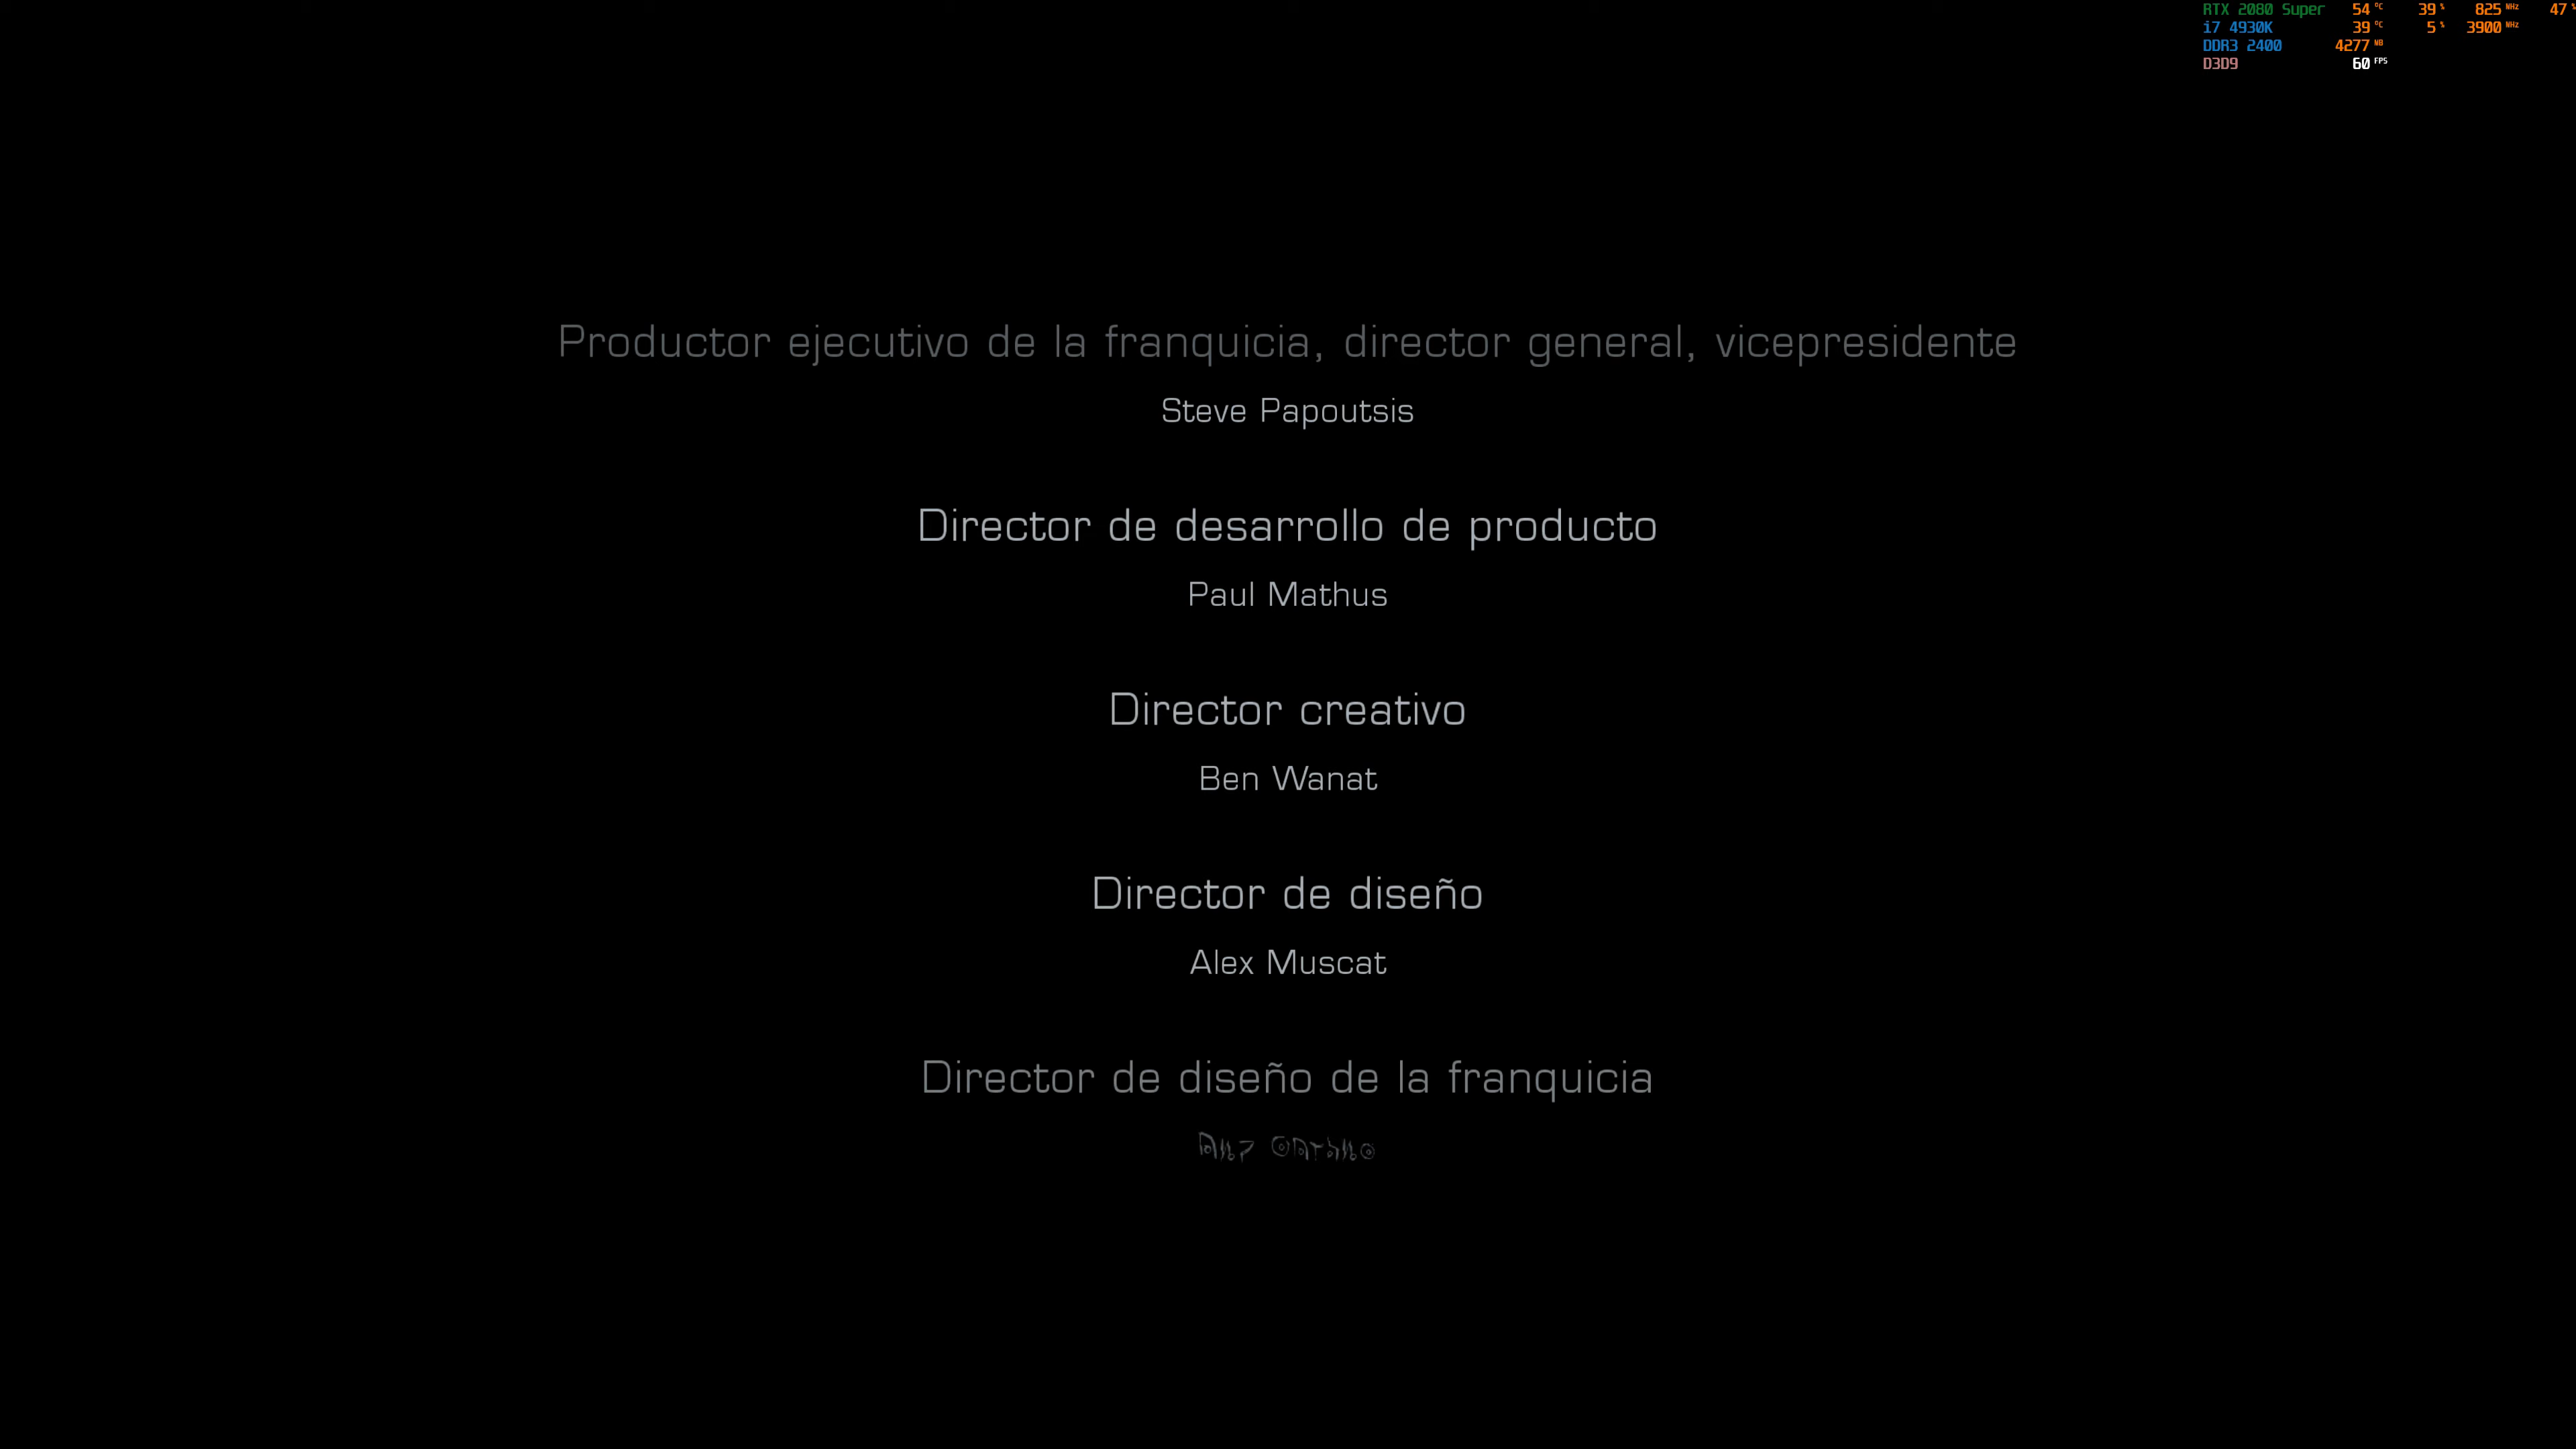 RTX 2080 Super 54 °C 39 % 825 MHz 47 %
i7 4930K 39 °C 5 % 3900 MHz
DDR3 2400 4277 MB
D3D9 60 FPS
Productor ejecutivo de la franquicia, director general, vicepresidente
Steve Papoutsis
Director de desarrollo de producto
Paul Mathus
Director creativo
Ben Wanat
Director de diseño
Alex Muscat
Director de diseño de la franquicia